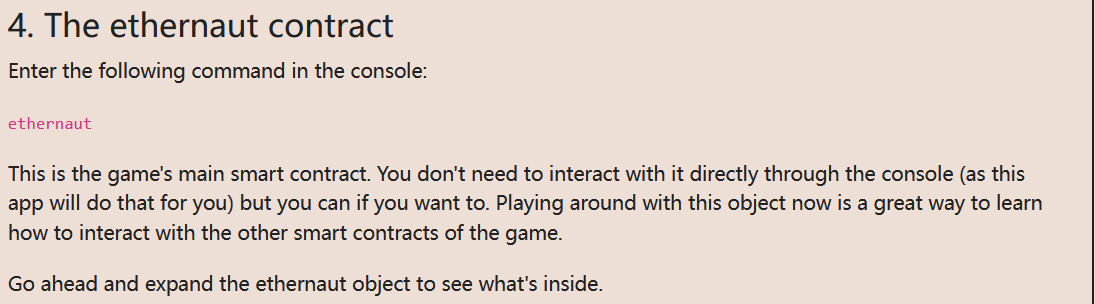 4. The ethernaut contract
Enter the following command in the console:
ethernaut
This is the game's main smart contract. You don't need to interact with it directly through the console (as this
app will do that for you) but you can if you want to. Playing around with this object now is a great way to learn
how to interact with the other smart contracts of the game.
Go ahead and expand the ethernaut object to see what's inside.